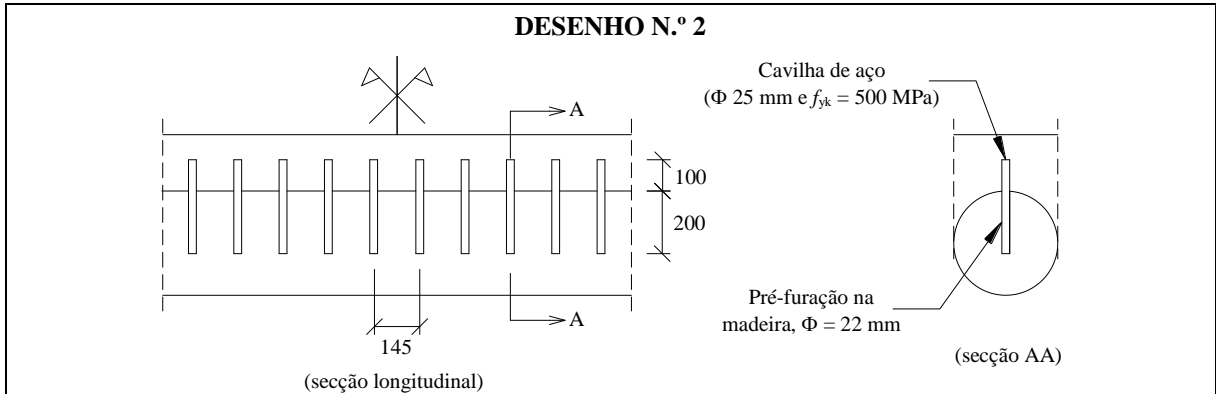 DESENHO N.º 2
Cavilha de aço
(Φ 25 mm e fyk = 500 MPa)
A
100
200
A
145
(secção longitudinal)
Pré-furação na
madeira, Φ = 22 mm
(secção AA)